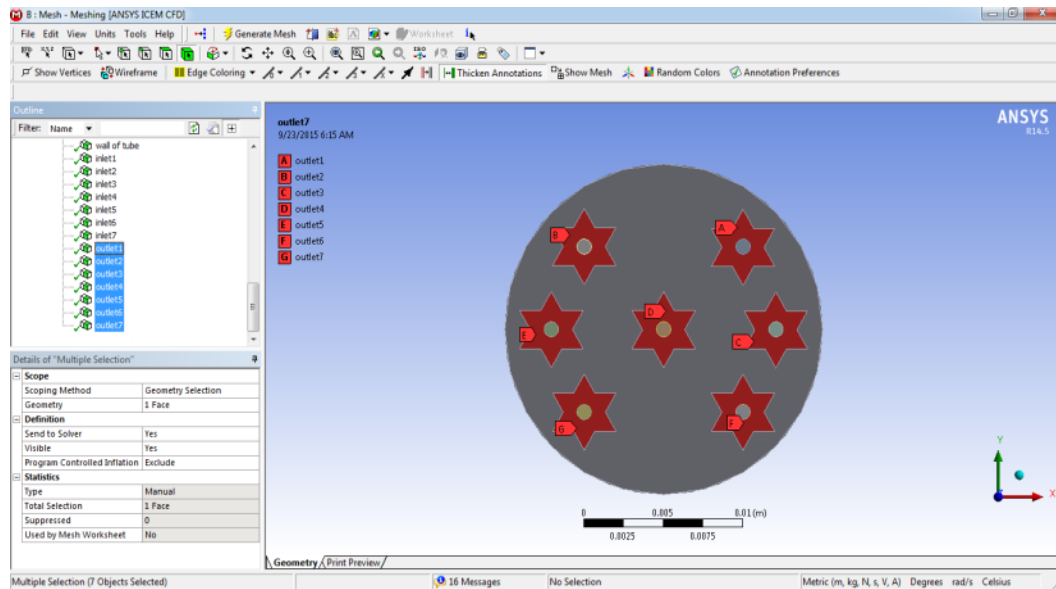 B : Mesh - Meshing [ANSYS ICEM CFD]
File Edit View Units Tools Help Generate Mesh Worksheet
Show Vertices Wireframe Edge Coloring Thicken Annotations Show Mesh Random Colors Annotation Preferences
Outline
Filter: Name
wall of tube
inlet1
inlet2
inlet3
inlet4
inlet5
inlet6
inlet7
outlet1
outlet2
outlet3
outlet4
outlet5
outlet6
outlet7
Details of "Multiple Selection"
Scope
Scoping Method Geometry Selection
Geometry 1 Face
Definition
Send to Solver Yes
Visible Yes
Program Controlled Inflation Exclude
Statistics
Type Manual
Total Selection 1 Face
Suppressed 0
Used by Mesh Worksheet No
outlet7
9/23/2015 6:15 AM
A outlet1
B outlet2
C outlet3
D outlet4
E outlet5
F outlet6
G outlet7
ANSYS
R14.5
B
A
D
E
C
G
F
Y
X
0 0.005 0.01 (m)
0.0025 0.0075
Geometry Print Preview
Multiple Selection (7 Objects Selected) 16 Messages No Selection Metric (m, kg, N, s, V, A) Degrees rad/s Celsius